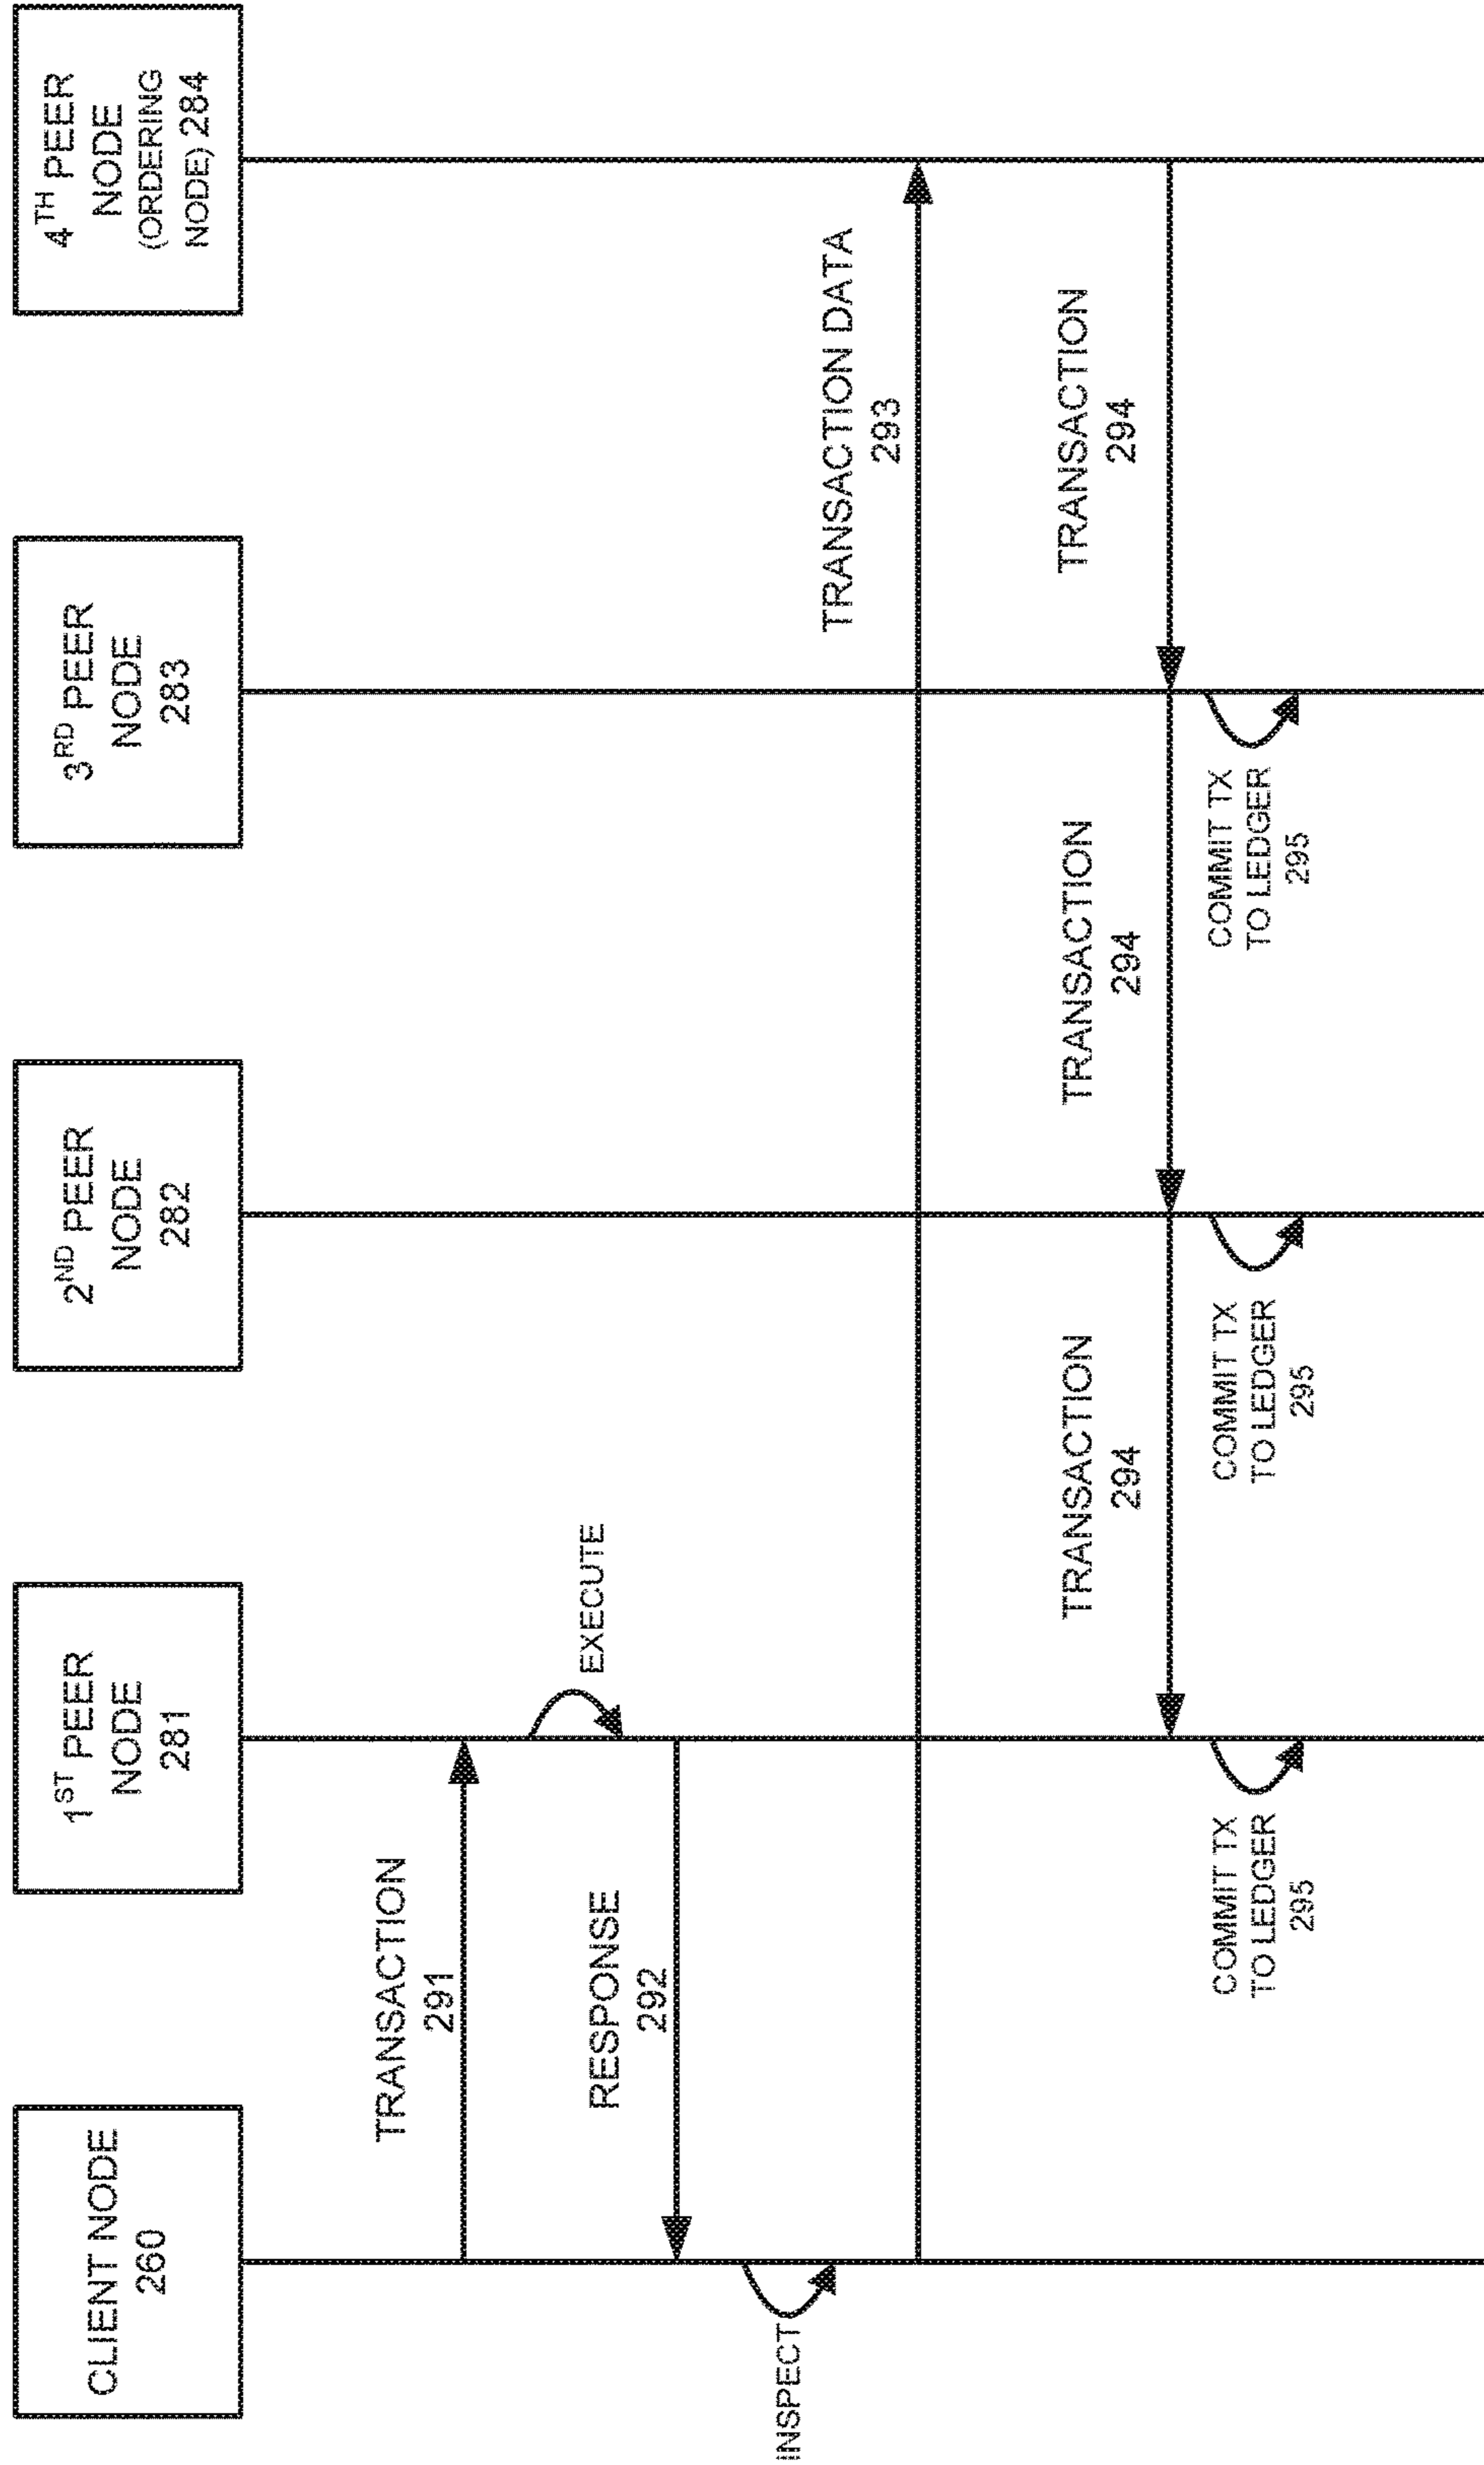 CLIENT NODE
260
1ST PEER
NODE
281
2ND PEER
NODE
282
3RD PEER
NODE
283
4TH PEER
NODE
(ORDERING
NODE) 284
TRANSACTION
291
EXECUTE
RESPONSE
292
INSPECT
TRANSACTION DATA
293
TRANSACTION
294
TRANSACTION
294
TRANSACTION
294
COMMIT TX
TO LEDGER
295
COMMIT TX
TO LEDGER
295
COMMIT TX
TO LEDGER
295